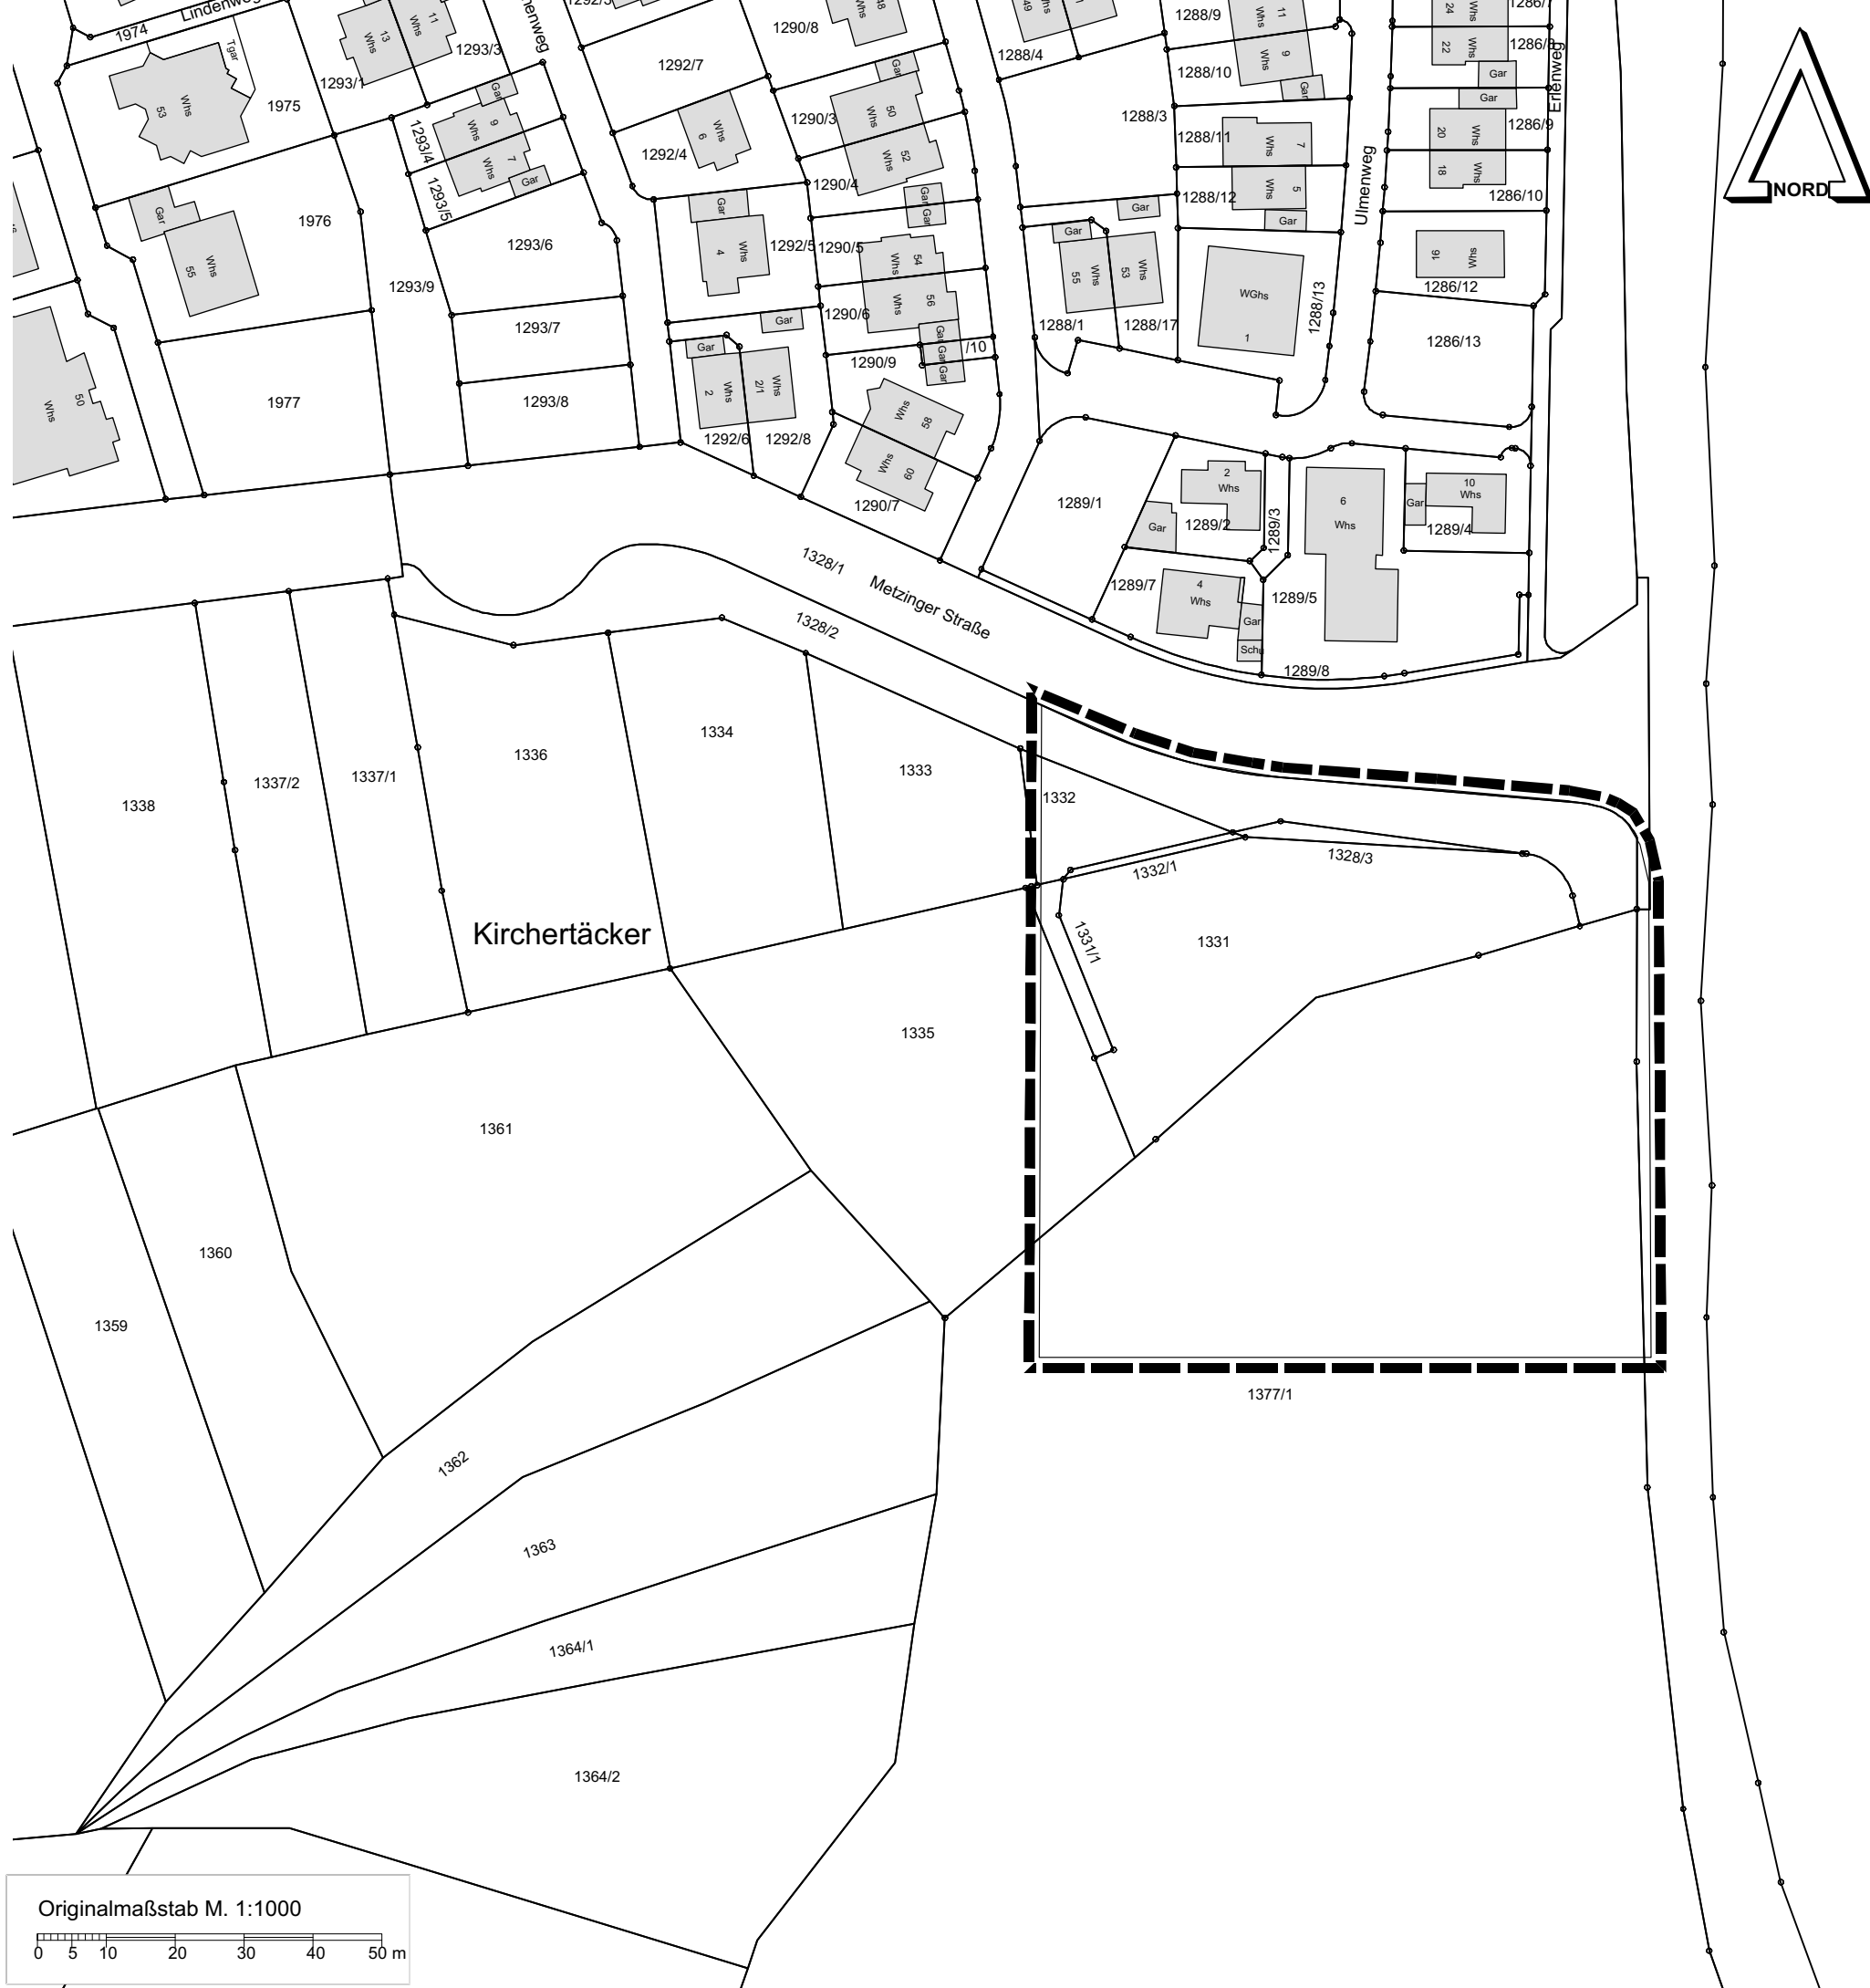 Lindenweg
1974
Tgar
53
Whs
1975
1293/1
13
Whs
11
Whs
1293/3
1293/4
9
Whs
7
Whs
Gar
Gar
1293/5
1976
Gar
55
Whs
1293/9
1293/6
1293/7
1293/8
1977
50
Whs
1292/7
1292/4
6
Whs
Gar
4
Whs
1292/5
Gar
Gar
2
Whs
2/1
Whs
1292/6
1292/8
1290/8
48
Gar
1290/3
50
Whs
52
Whs
1290/4
Gar
Gar
1290/5
54
Whs
56
Whs
1290/6
Gar
Gar
Gar
1290/9
/10
58
Whs
60
Whs
1290/7
49
1288/4
1288/9
11
Whs
9
Whs
1288/10
Gar
1288/3
1288/11
7
Whs
5
Whs
1288/12
Gar
Gar
Gar
55
Whs
53
Whs
1288/1
1288/17
WGhs
1
1288/13
Ulmenweg
24
Whs
22
Whs
1286/7
Erlenweg
Gar
Gar
1286/9
20
Whs
18
Whs
1286/10
16
Whs
1286/12
1286/13
NORD
1289/1
2
Whs
Gar
1289/2
1289/3
6
Whs
10
Whs
Gar
1289/4
1289/7
4
Whs
Gar
1289/5
1289/8
1328/1
Metzinger Straße
1328/2
1338
1337/2
1337/1
1336
1334
1333
1332
1332/1
1328/3
1331/1
1331
Kirchertäcker
1335
1361
1360
1359
1377/1
1362
1363
1364/1
1364/2
Originalmaßstab M. 1:1000
0 5 10 20 30 40 50 m